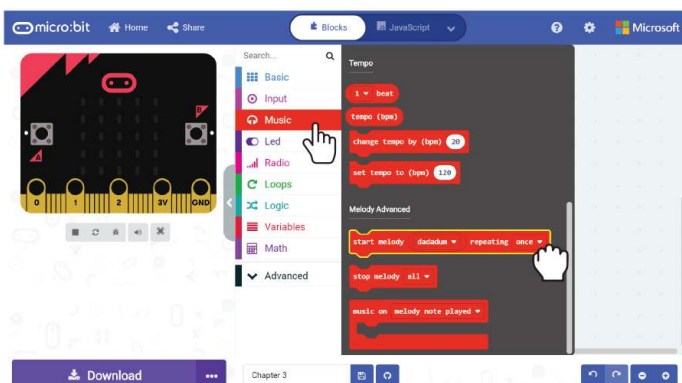 micro:bit Home Share Blocks JavaScript Microsoft
Search...
Basic
Input
Music
Led
Radio
Loops
Logic
Variables
Math
Advanced
Tempo
1 beat
tempo (bpm)
change tempo by (bpm) 20
set tempo to (bpm) 120
Melody Advanced
start melody dadadum repeating once
stop melody all
music on melody note played
A
B
0 1 2 3V GND
Download ... Chapter 3